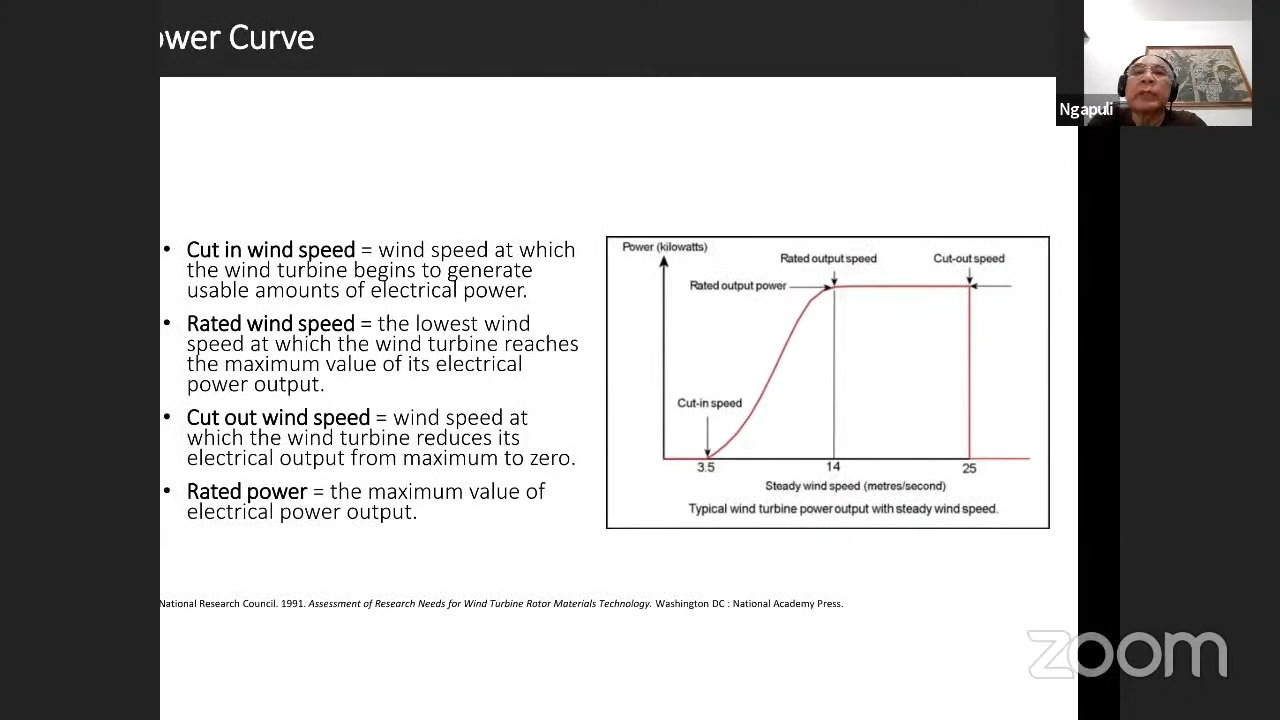 ower Curve
Ngapuli
• Cut in wind speed = wind speed at which
the wind turbine begins to generate
usable amounts of electrical power.
• Rated wind speed = the lowest wind
speed at which the wind turbine reaches
the maximum value of its electrical
power output.
• Cut out wind speed = wind speed at
which the wind turbine reduces its
electrical output from maximum to zero.
• Rated power = the maximum value of
electrical power output.
Power (kilowatts)
Rated output speed
Cut-out speed
Rated output power
Cut-in speed
3.5
14
25
Steady wind speed (metres/second)
Typical wind turbine power output with steady wind speed.
National Research Council. 1991. Assessment of Research Needs for Wind Turbine Rotor Materials Technology. Washington DC : National Academy Press.
zoom